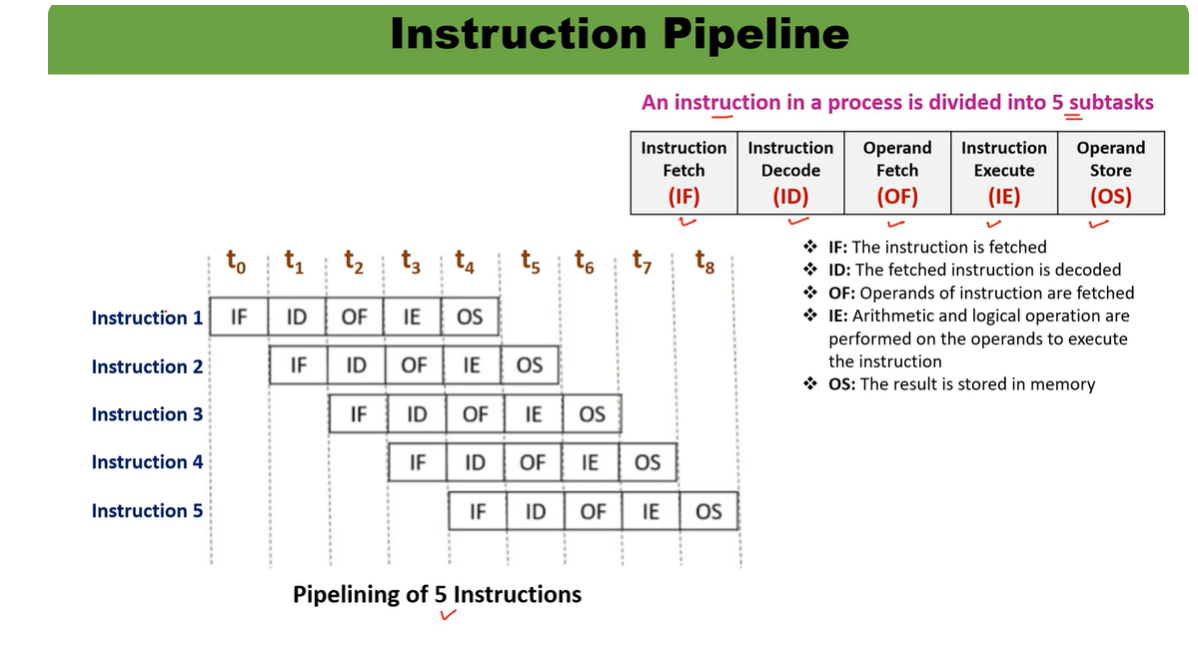 Instruction Pipeline
An instruction in a process is divided into 5 subtasks
Instruction Fetch (IF)
Instruction Decode (ID)
Operand Fetch (OF)
Instruction Execute (IE)
Operand Store (OS)
❖ IF: The instruction is fetched
❖ ID: The fetched instruction is decoded
❖ OF: Operands of instruction are fetched
❖ IE: Arithmetic and logical operation are
performed on the operands to execute
the instruction
❖ OS: The result is stored in memory
t0 t1 t2 t3 t4 t5 t6 t7 t8
Instruction 1 IF ID OF IE OS
Instruction 2 IF ID OF IE OS
Instruction 3 IF ID OF IE OS
Instruction 4 IF ID OF IE OS
Instruction 5 IF ID OF IE OS
Pipelining of 5 Instructions